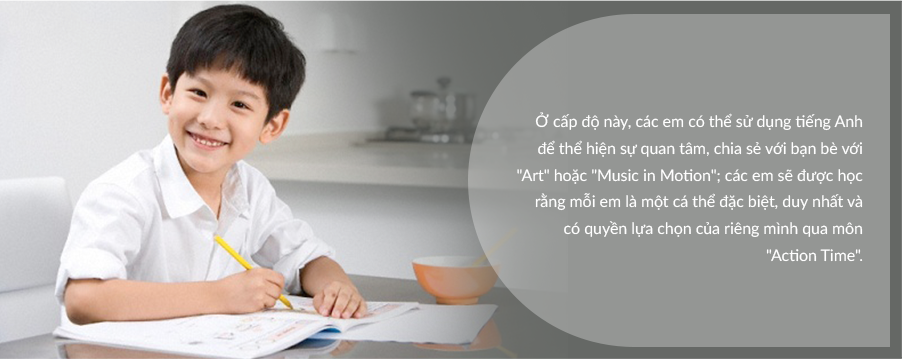 Ở cấp độ này, các em có thể sử dụng tiếng Anh
để thể hiện sự quan tâm, chia sẻ với bạn bè với
"Art" hoặc "Music in Motion"; các em sẽ được học
rằng mỗi em là một cá thể đặc biệt, duy nhất và
có quyền lựa chọn của riêng mình qua môn
"Action Time".